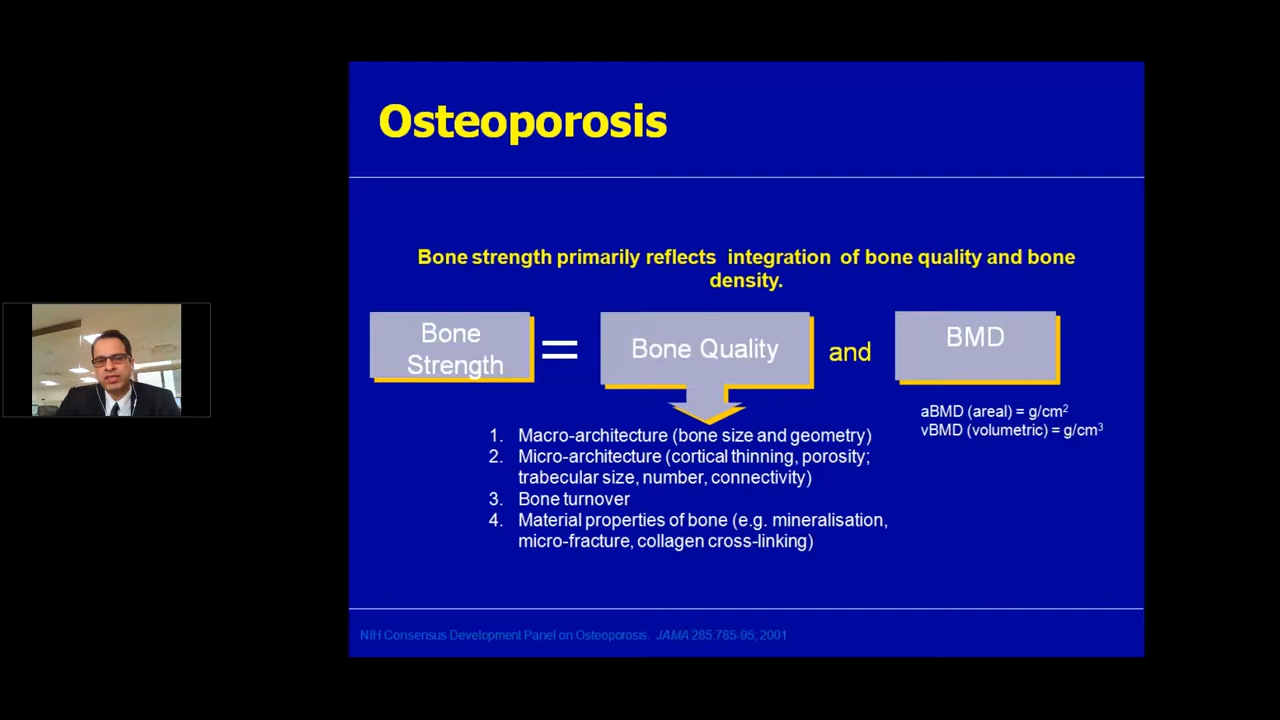 Osteoporosis
Bone strength primarily reflects integration of bone quality and bone
density.
Bone
Strength
=
Bone Quality
and
BMD
aBMD (areal) = g/cm²
vBMD (volumetric) = g/cm³
1. Macro-architecture (bone size and geometry)
2. Micro-architecture (cortical thinning, porosity;
trabecular size, number, connectivity)
3. Bone turnover
4. Material properties of bone (e.g. mineralisation,
micro-fracture, collagen cross-linking)
NIH Consensus Development Panel on Osteoporosis. JAMA 285:785-95; 2001